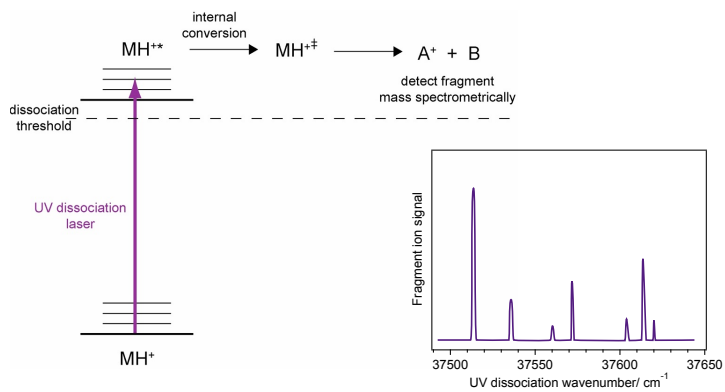 internal
conversion
MH⁺*
MH⁺‡
A⁺ + B
detect fragment
mass spectrometrically
dissociation
threshold
UV dissociation
laser
MH⁺
Fragment ion signal
37500
37550
37600
37650
UV dissociation wavenumber/ cm⁻¹